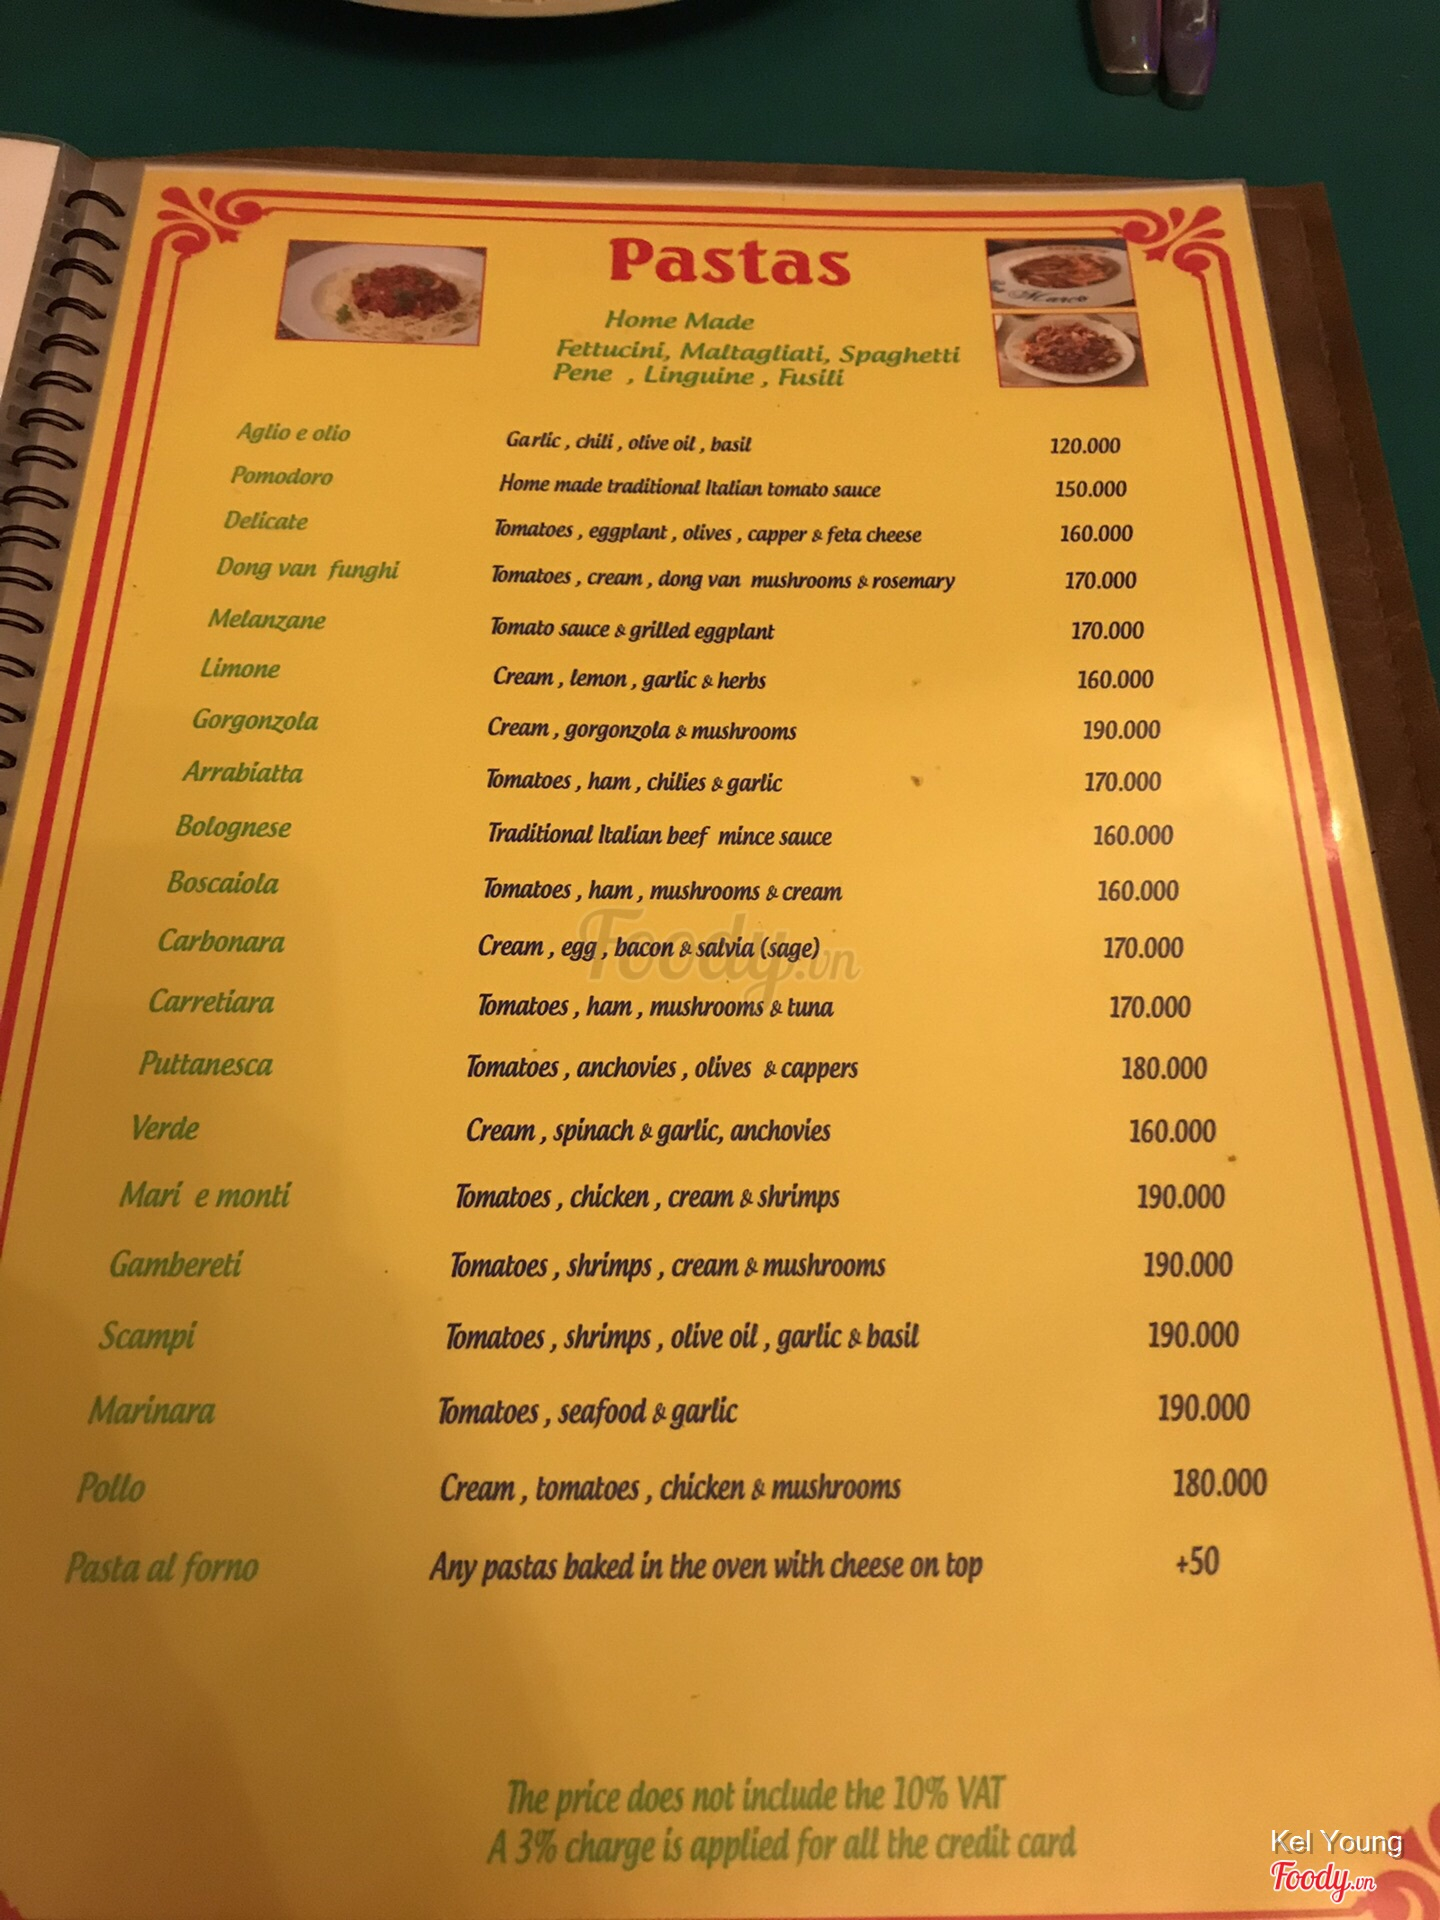 Pastas
Marco
Home Made
Fettucini, Maltagliati, Spaghetti
Pene , Linguine , Fusili
Aglio e olio Garlic , chili , olive oil , basil 120.000
Pomodoro Home made traditional Italian tomato sauce 150.000
Delicate Tomatoes , eggplant , olives , capper & feta cheese 160.000
Dong van funghi Tomatoes , cream , dong van mushrooms & rosemary 170.000
Melanzane Tomato sauce & grilled eggplant 170.000
Limone Cream , lemon , garlic & herbs 160.000
Gorgonzola Cream , gorgonzola & mushrooms 190.000
Arrabiatta Tomatoes , ham , chilies & garlic 170.000
Bolognese Traditional Italian beef mince sauce 160.000
Boscaiola Tomatoes , ham , mushrooms & cream 160.000
Carbonara Cream , egg , bacon & salvia (sage) 170.000
Foody.vn
Carretiara Tomatoes , ham , mushrooms & tuna 170.000
Puttanesca Tomatoes , anchovies , olives & cappers 180.000
Verde Cream , spinach & garlic, anchovies 160.000
Mari e monti Tomatoes , chicken , cream & shrimps 190.000
Gambereti Tomatoes , shrimps , cream & mushrooms 190.000
Scampi Tomatoes , shrimps , olive oil , garlic & basil 190.000
Marinara Tomatoes , seafood & garlic 190.000
Pollo Cream , tomatoes , chicken & mushrooms 180.000
Pasta al forno Any pastas baked in the oven with cheese on top +50
The price does not include the 10% VAT
A 3% charge is applied for all the credit card
Kel Young
Foody.vn